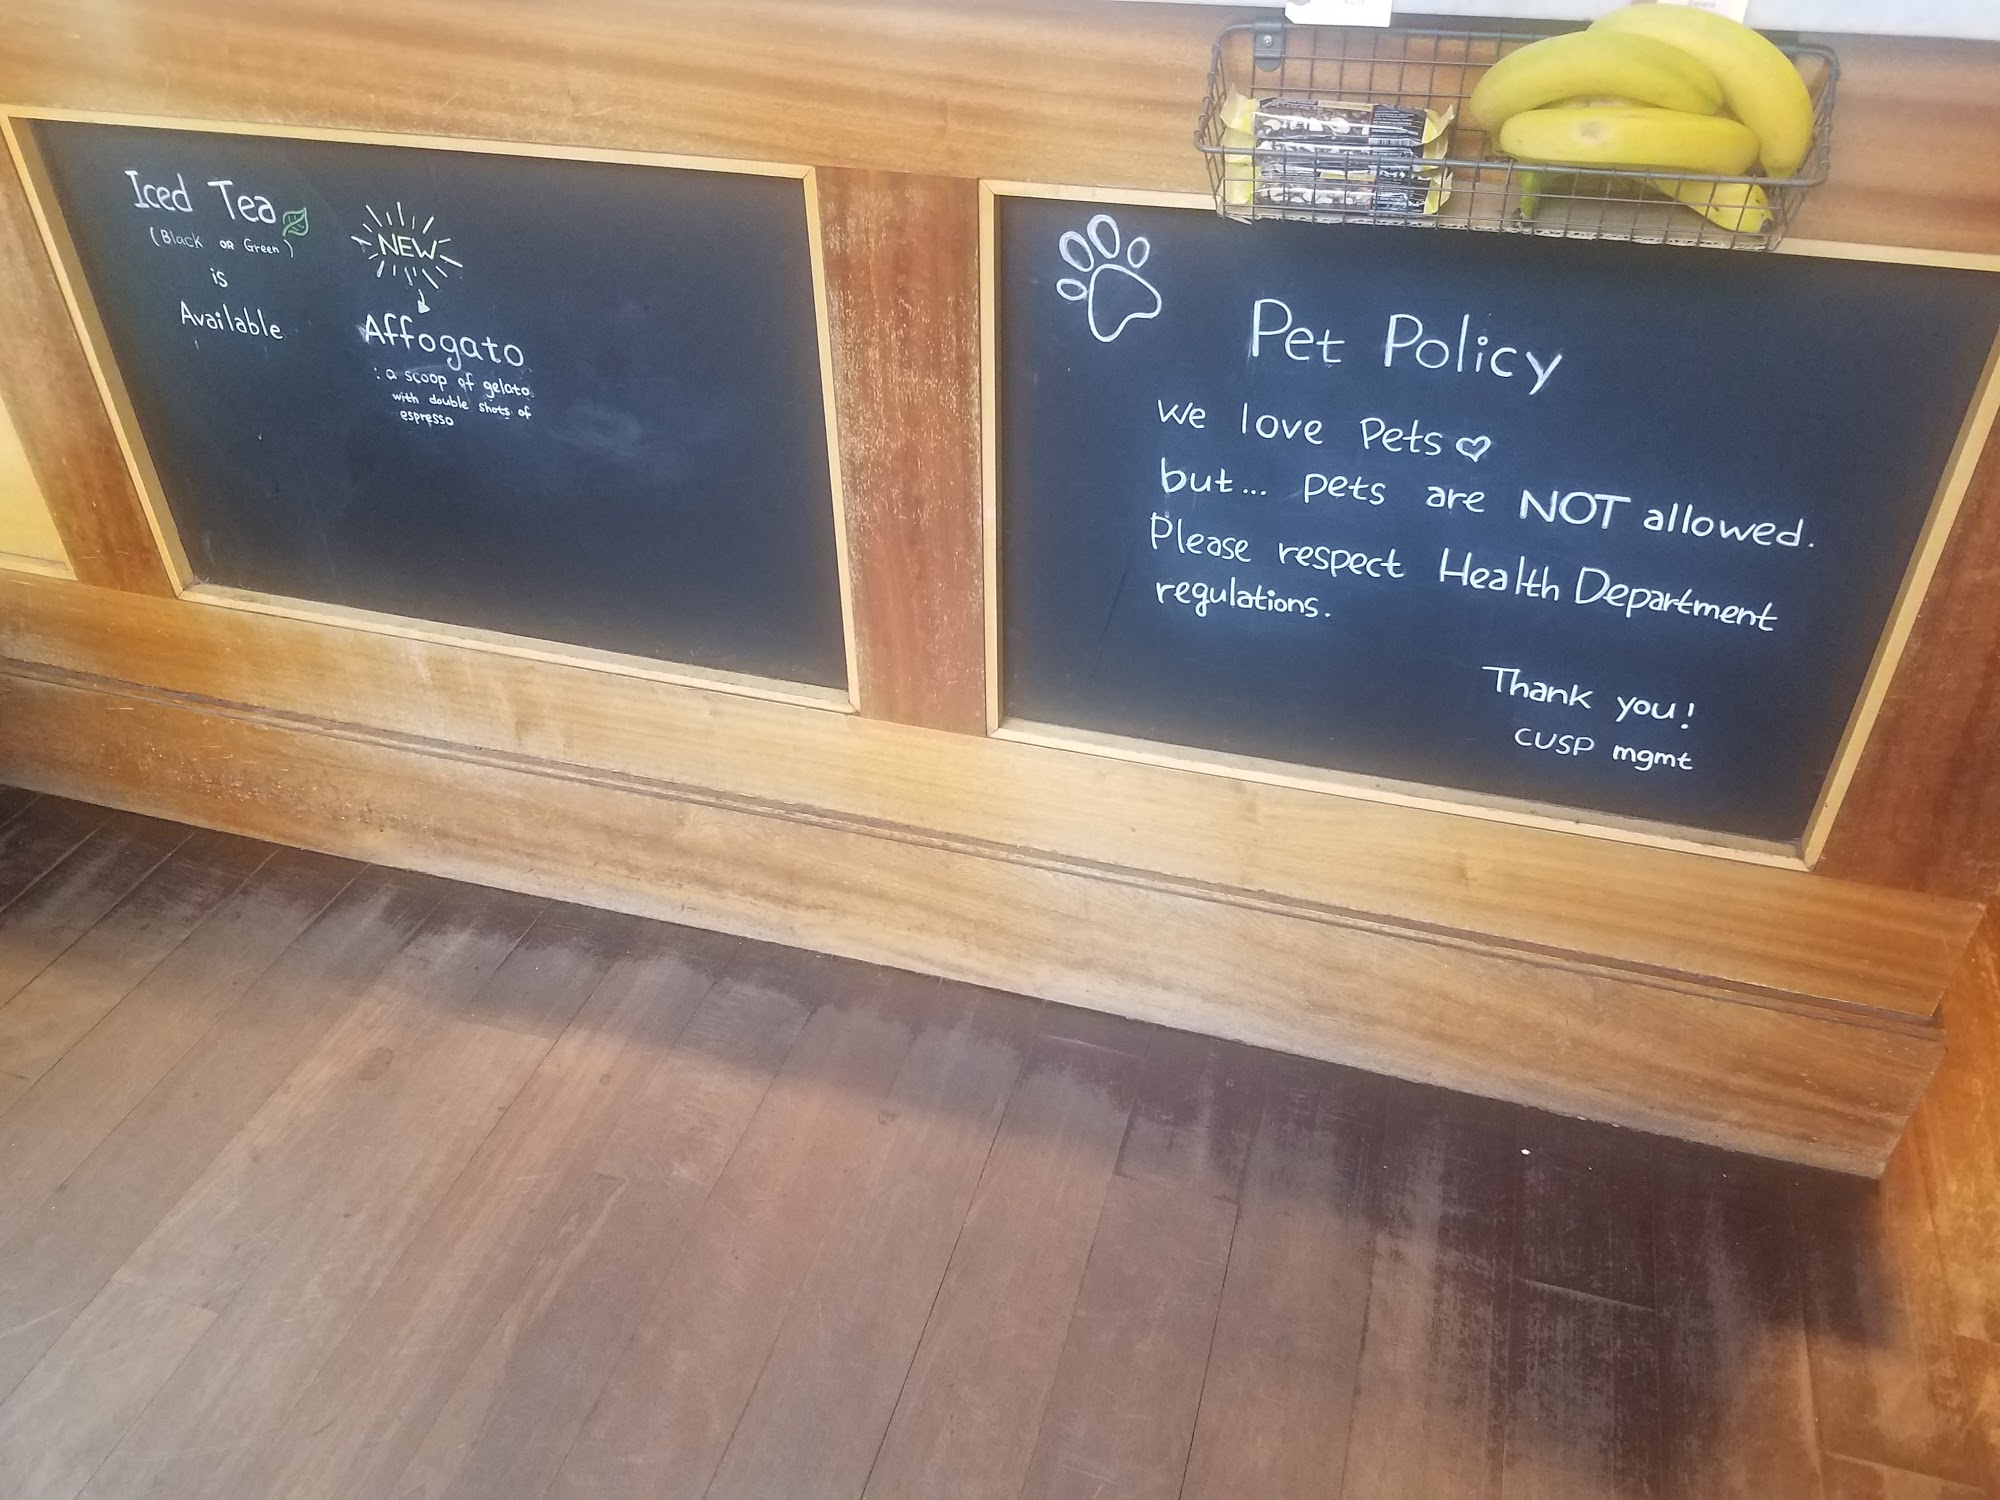 Iced Tea
(Black OR Green)
is
Available
NEW
Affogato
: a scoop of gelato
with double shots of
espresso
Pet Policy
We love Pets
but... pets are NOT allowed.
Please respect Health Department
regulations.
Thank you!
CUSP mgmt